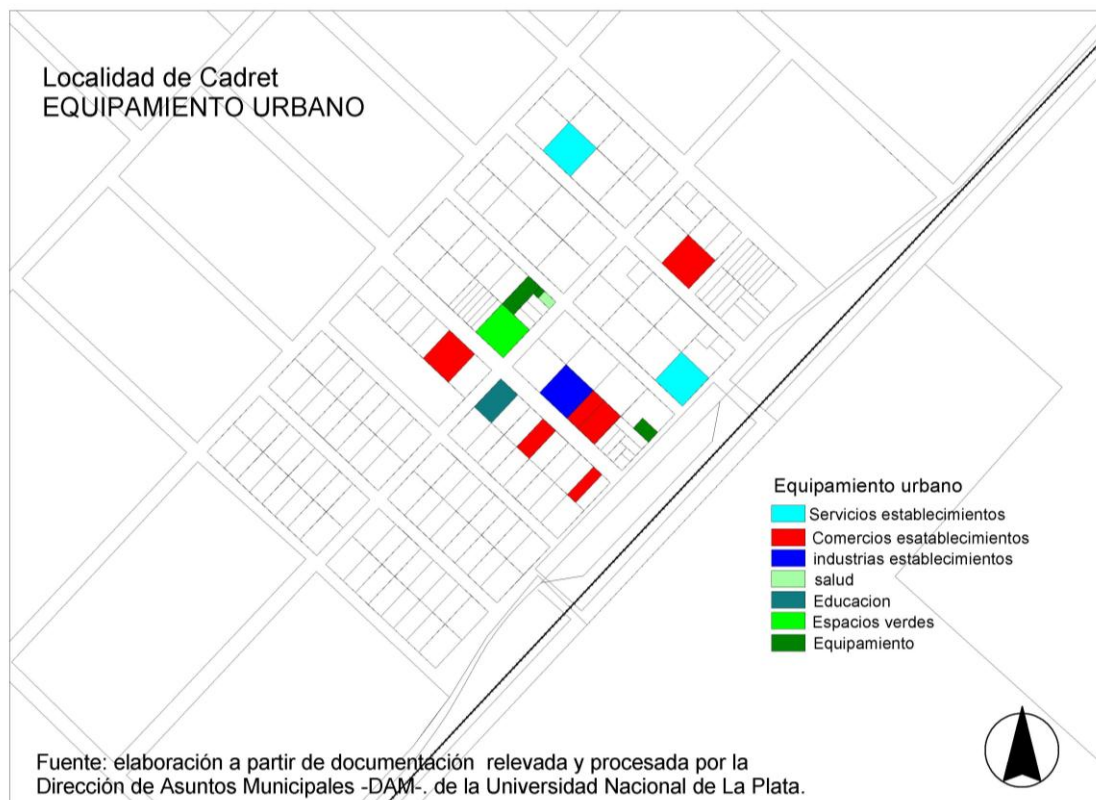 Localidad de Cadret
EQUIPAMIENTO URBANO
Equipamiento urbano
Servicios establecimientos
Comercios esatablecimientos
industrias establecimientos
salud
Educacion
Espacios verdes
Equipamiento
Fuente: elaboración a partir de documentación relevada y procesada por la
Dirección de Asuntos Municipales -DAM-. de la Universidad Nacional de La Plata.